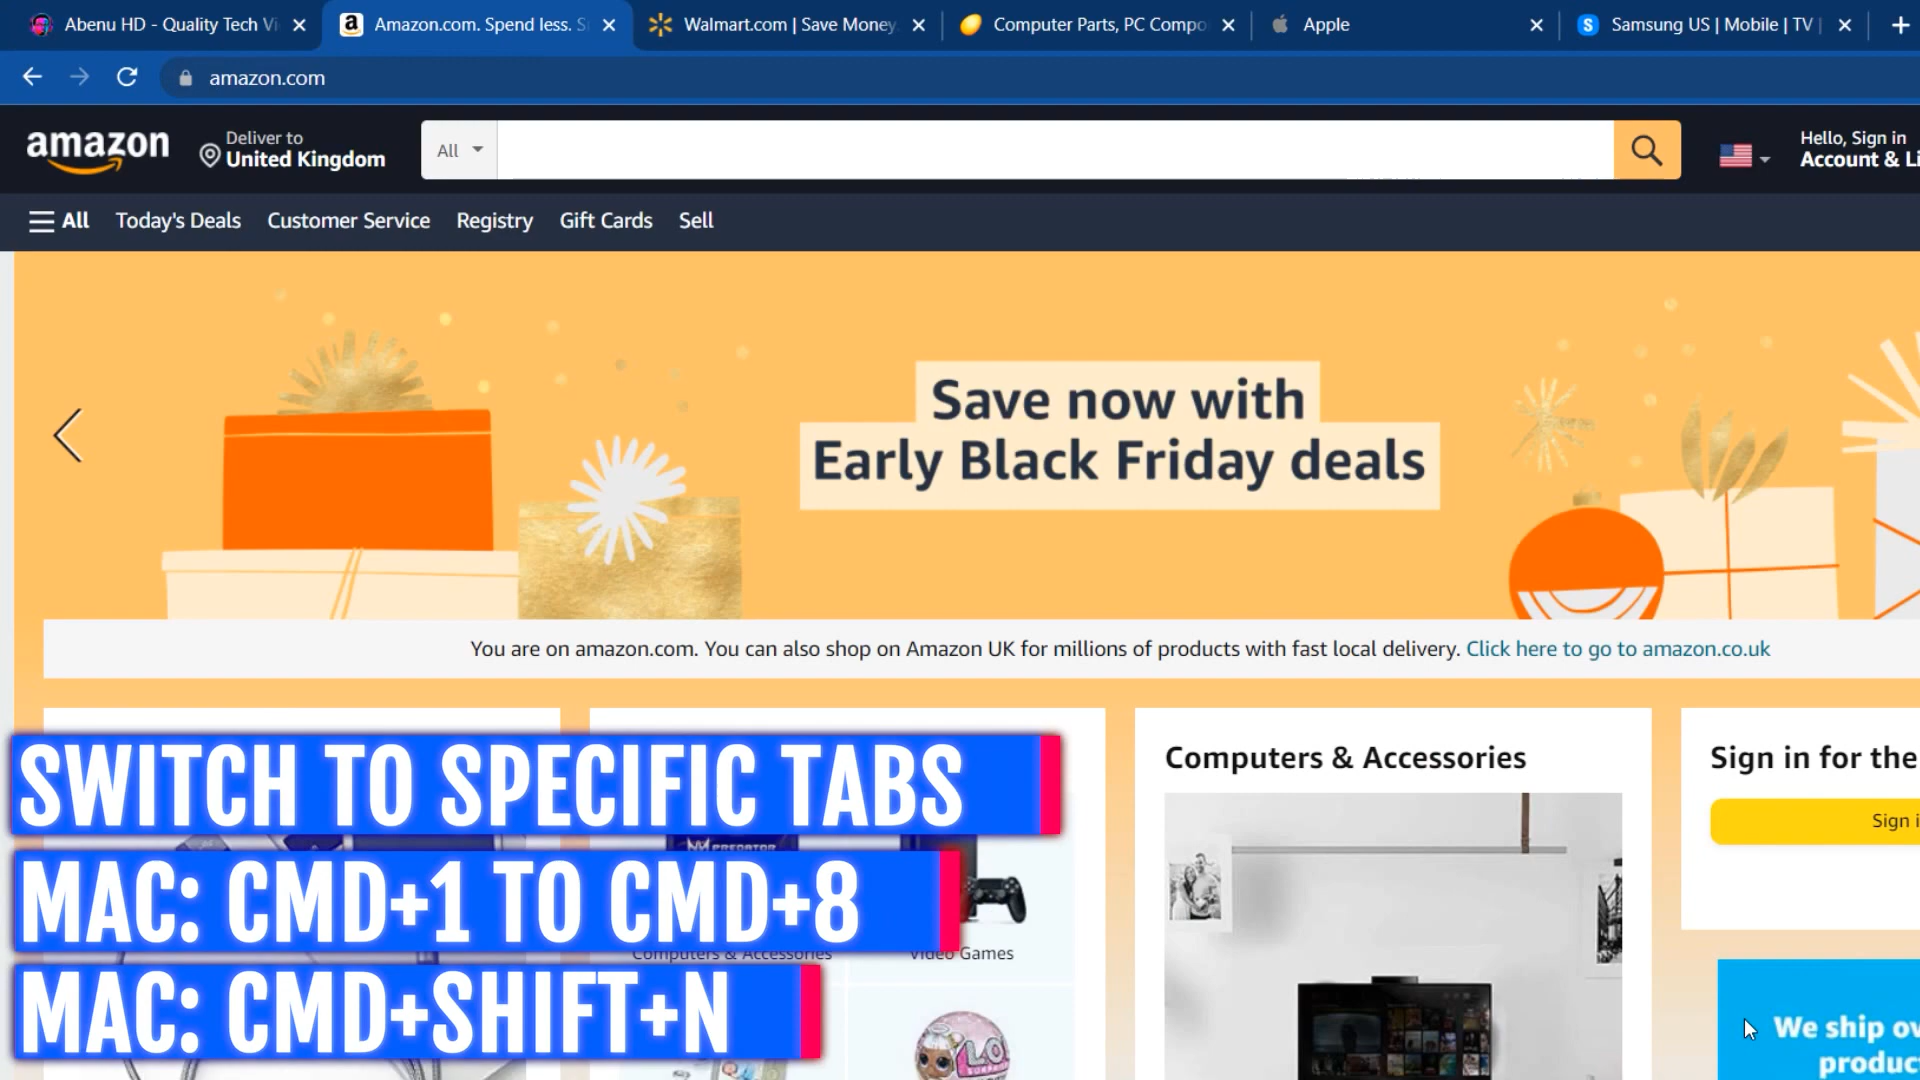 Abenu HD - Quality Tech Vi
Amazon.com. Spend less. S
Walmart.com | Save Money.
Computer Parts, PC Compo
Apple
Samsung US | Mobile | TV |
amazon.com
amazon
Deliver to
United Kingdom
All
Hello, Sign in
Account & Li
All Today's Deals Customer Service Registry Gift Cards Sell
Save now with
Early Black Friday deals
You are on amazon.com. You can also shop on Amazon UK for millions of products with fast local delivery. Click here to go to amazon.co.uk
SWITCH TO SPECIFIC TABS
MAC: CMD+1 TO CMD+8
MAC: CMD+SHIFT+N
PREDATOR
Computers & Accessories
Video Games
L.O.L.
SURPRISE
Computers & Accessories
Sign in for the
Sign i
We ship ov
produc